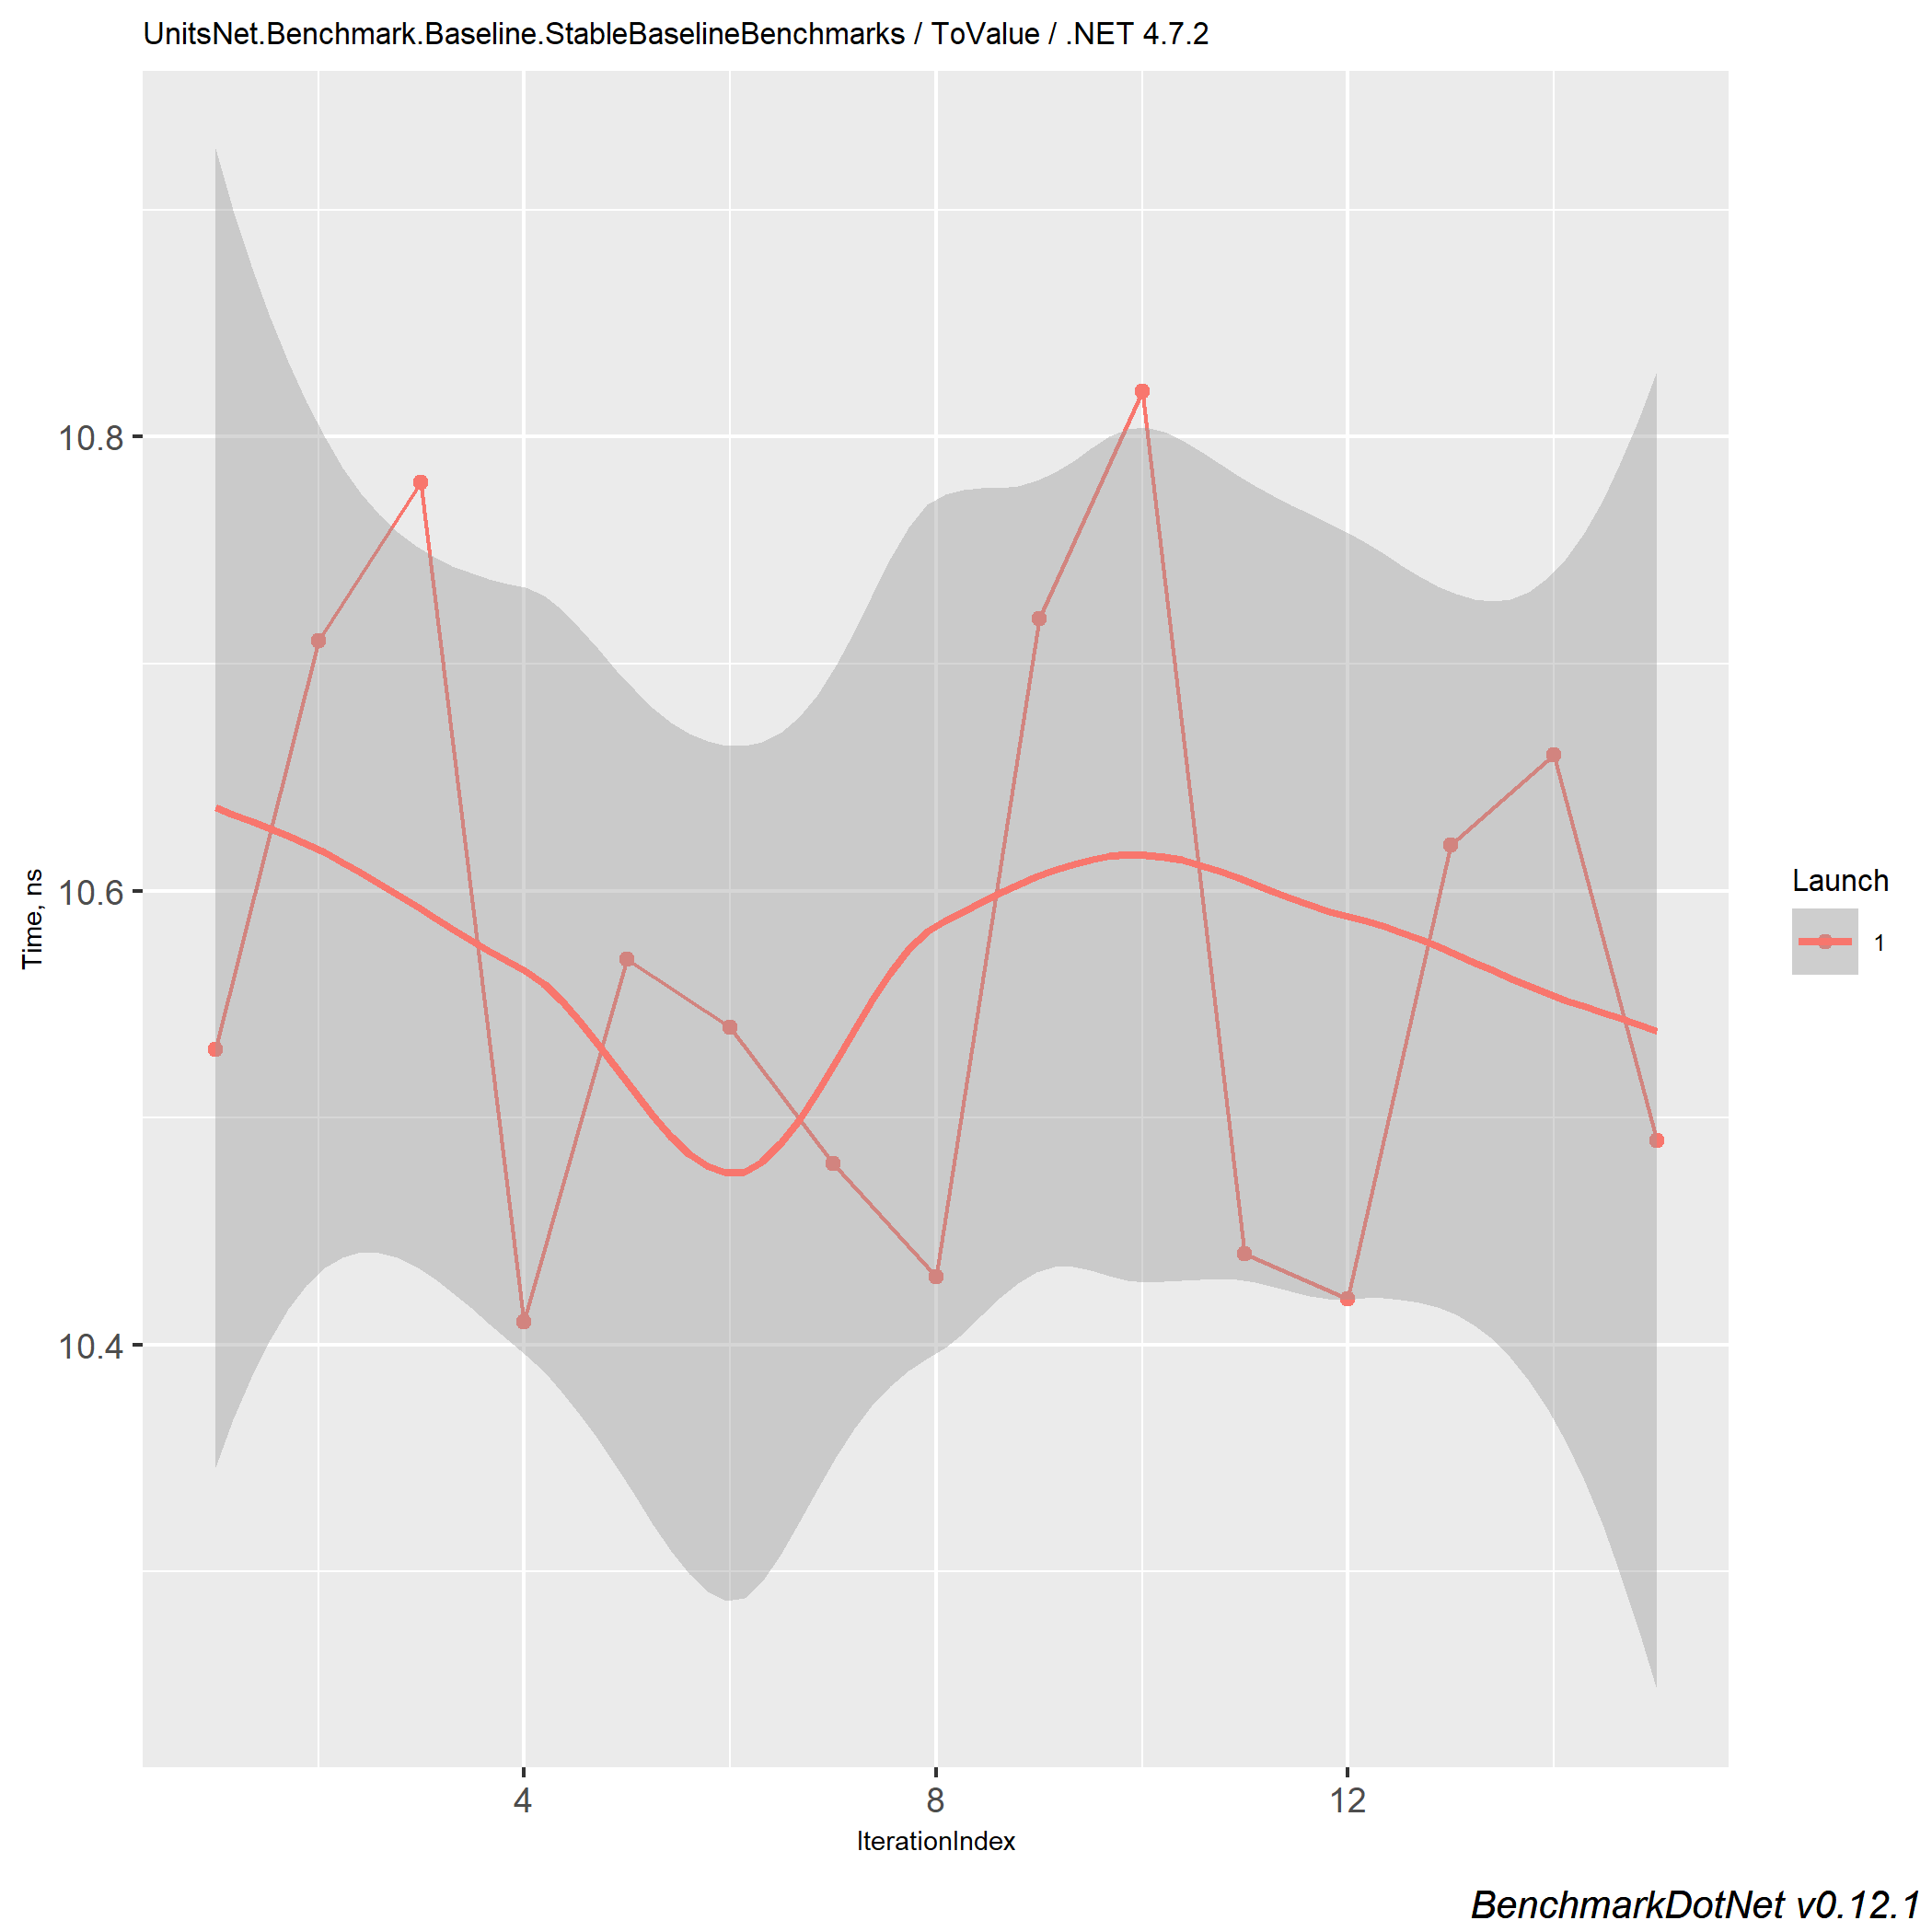 UnitsNet.Benchmark.Baseline.StableBaselineBenchmarks / ToValue / .NET 4.7.2
10.8
10.6
10.4
Time, ns
4
8
12
IterationIndex
Launch
1
BenchmarkDotNet v0.12.1